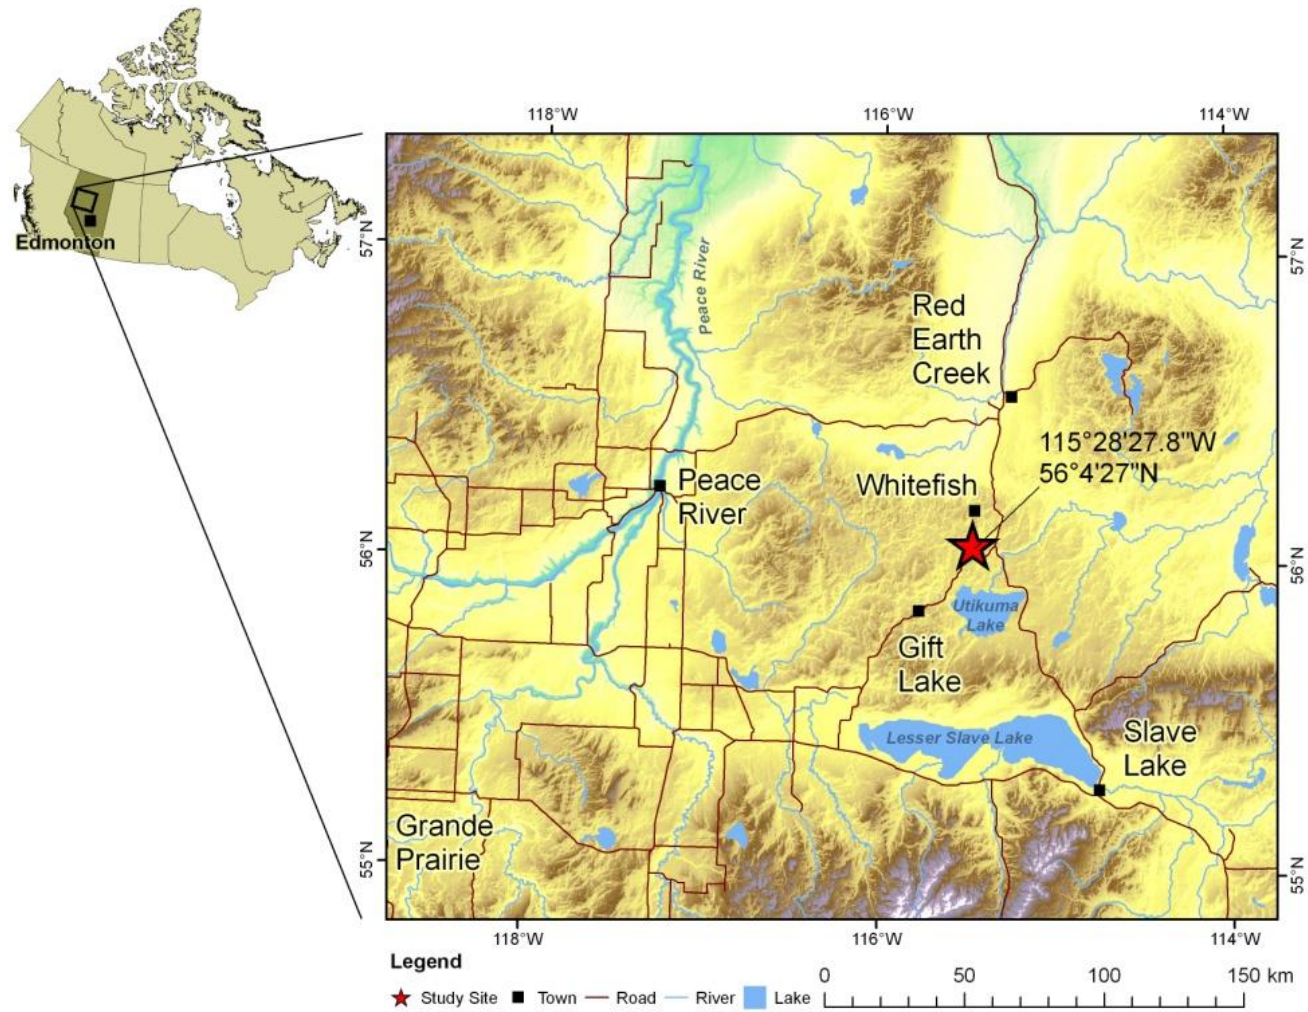 118°W
116°W
114°W
57°N
57°N
Edmonton
Peace River
Red
Earth
Creek
115°28'27.8"W
56°4'27"N
Whitefish
Peace
River
56°N
56°N
Utikuma
Lake
Gift
Lake
Lesser Slave Lake
Slave
Lake
Grande
Prairie
55°N
55°N
118°W
116°W
114°W
Legend
Study Site
Town
Road
River
Lake
0 50 100 150 km